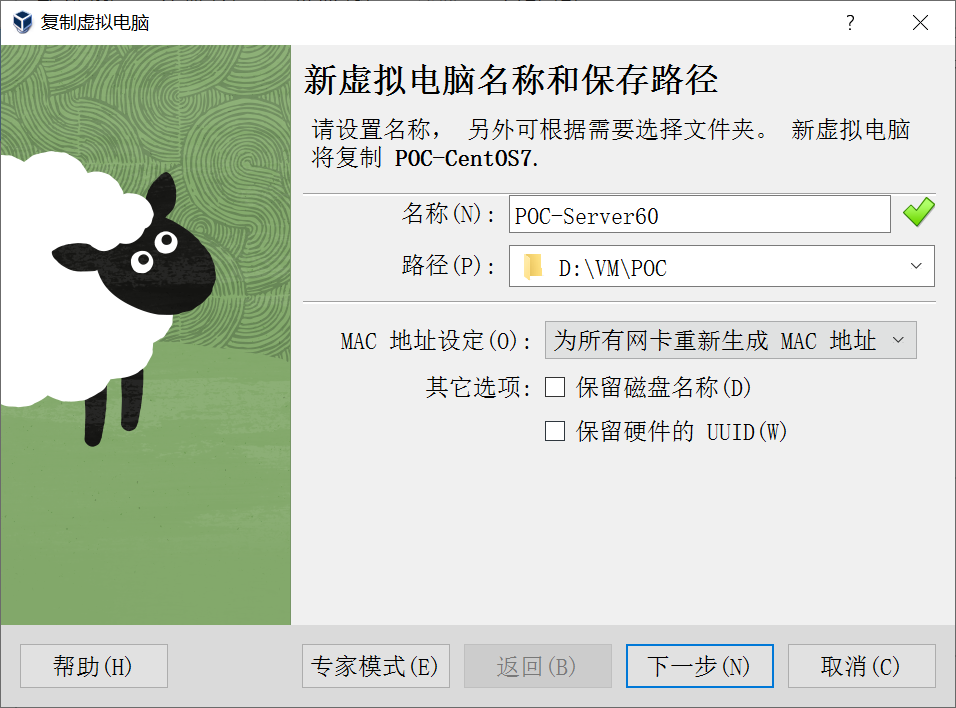 复制虚拟电脑
?
新虚拟电脑名称和保存路径
请设置名称， 另外可根据需要选择文件夹。 新虚拟电脑
将复制 POC-CentOS7.
名称(N): POC-Server60
路径(P): D:\VM\POC
MAC 地址设定(O): 为所有网卡重新生成 MAC 地址
其它选项: 保留磁盘名称(D)
保留硬件的 UUID(W)
帮助(H) 专家模式(E) 返回(B) 下一步(N) 取消(C)